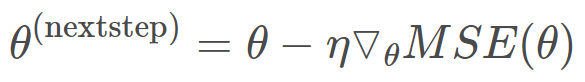 θ^(nextstep) = θ − η▽_θ MSE(θ)